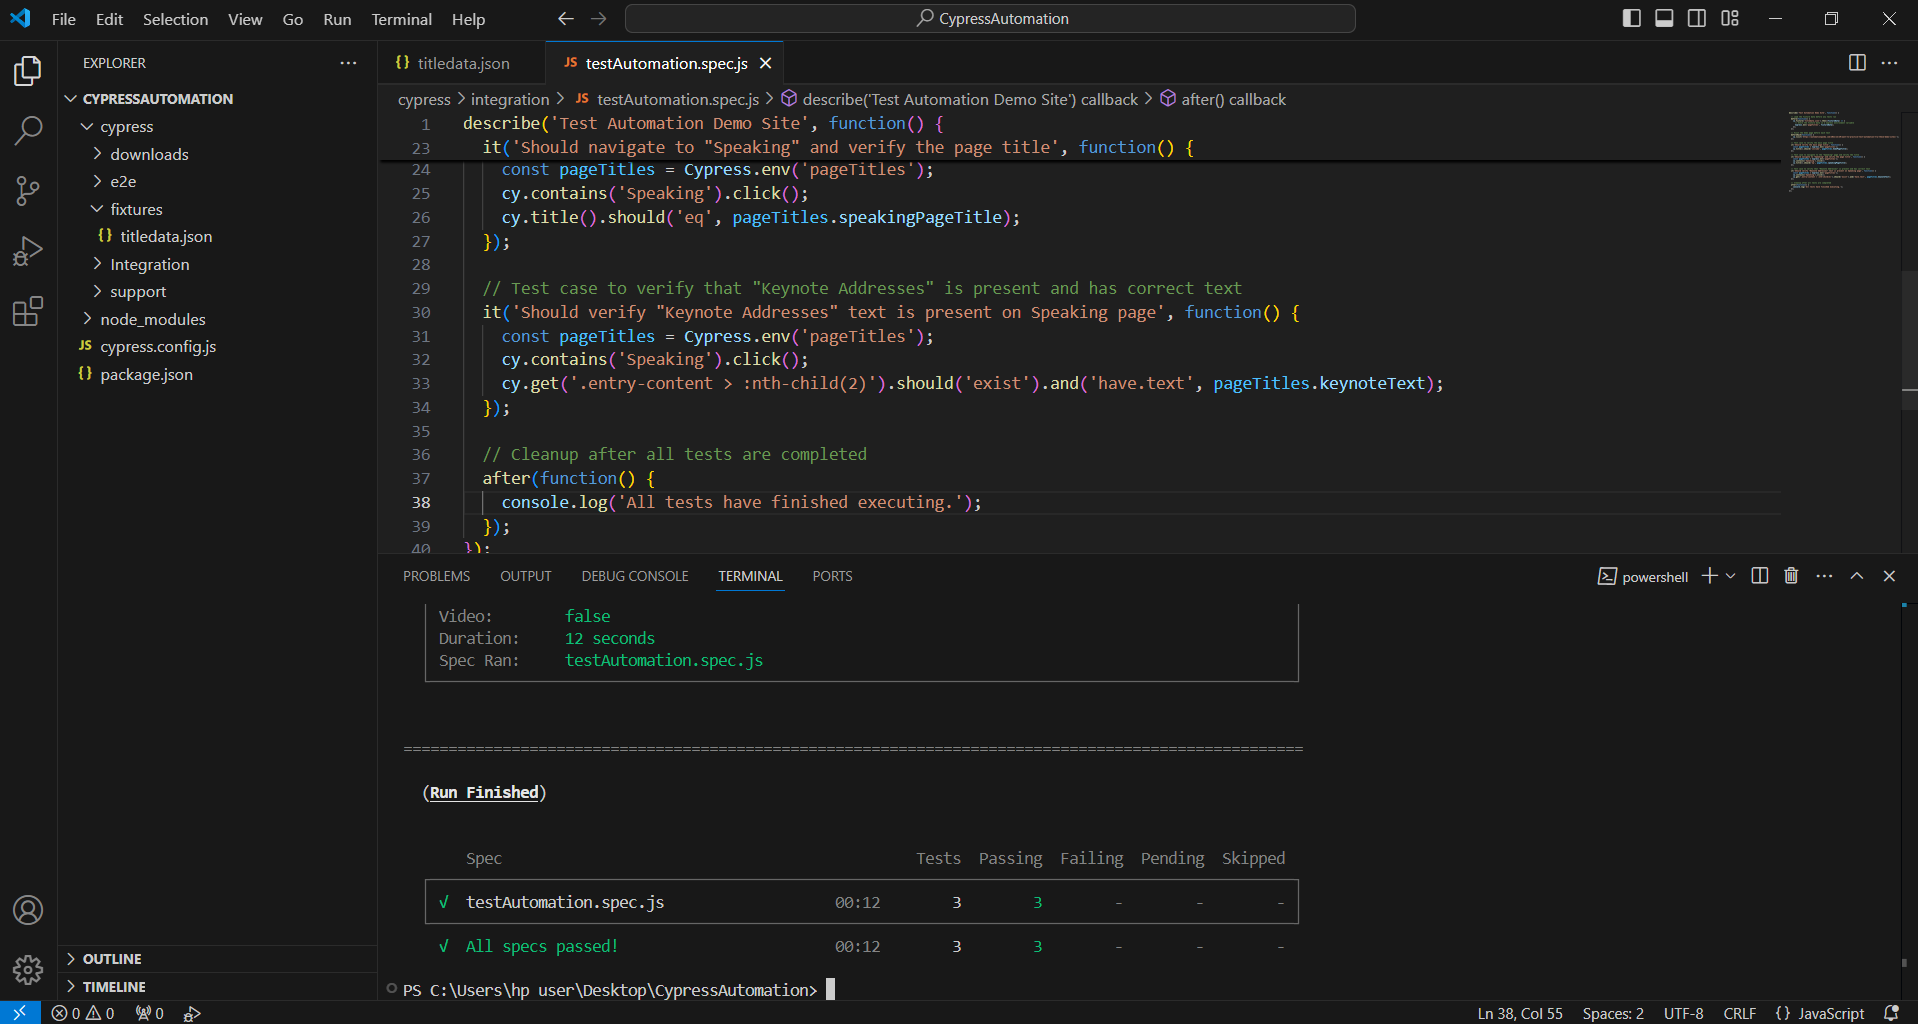 File Edit Selection View Go Run Terminal Help
CypressAutomation
EXPLORER
CYPRESSAUTOMATION
cypress
downloads
e2e
fixtures
{} titledata.json
Integration
support
node_modules
JS cypress.config.js
{} package.json
OUTLINE
TIMELINE
{} titledata.json
JS testAutomation.spec.js
cypress > integration > JS testAutomation.spec.js > describe('Test Automation Demo Site') callback > after() callback
1 describe('Test Automation Demo Site', function() {
23 it('Should navigate to "Speaking" and verify the page title', function() {
24 const pageTitles = Cypress.env('pageTitles');
25 cy.contains('Speaking').click();
26 cy.title().should('eq', pageTitles.speakingPageTitle);
27 });
28
29 // Test case to verify that "Keynote Addresses" is present and has correct text
30 it('Should verify "Keynote Addresses" text is present on Speaking page', function() {
31 const pageTitles = Cypress.env('pageTitles');
32 cy.contains('Speaking').click();
33 cy.get('.entry-content > :nth-child(2)').should('exist').and('have.text', pageTitles.keynoteText);
34 });
35
36 // Cleanup after all tests are completed
37 after(function() {
38 console.log('All tests have finished executing.');
39 });
40 });
PROBLEMS OUTPUT DEBUG CONSOLE TERMINAL PORTS
powershell
Video: false
Duration: 12 seconds
Spec Ran: testAutomation.spec.js
====================================================================================================
(Run Finished)
Spec Tests Passing Failing Pending Skipped
√ testAutomation.spec.js 00:12 3 3 - - -
√ All specs passed! 00:12 3 3 - - -
PS C:\Users\hp user\Desktop\CypressAutomation>
0 0 0
Ln 38, Col 55 Spaces: 2 UTF-8 CRLF {} JavaScript